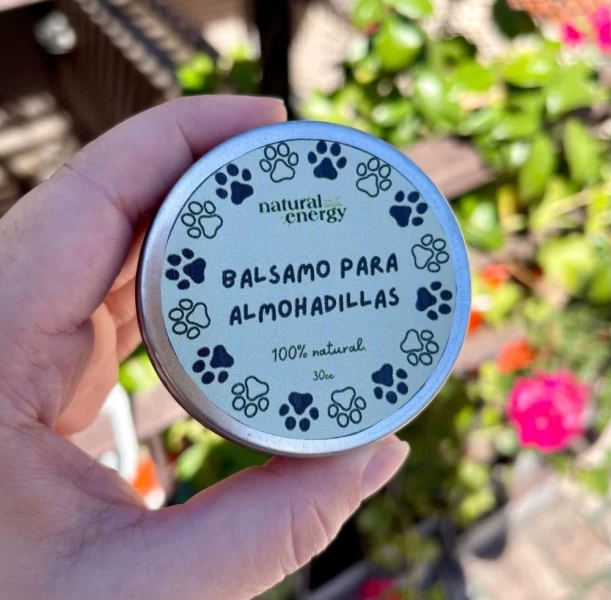 natural
energy
BALSAMO PARA
ALMOHADILLAS
100% natural.
30cc